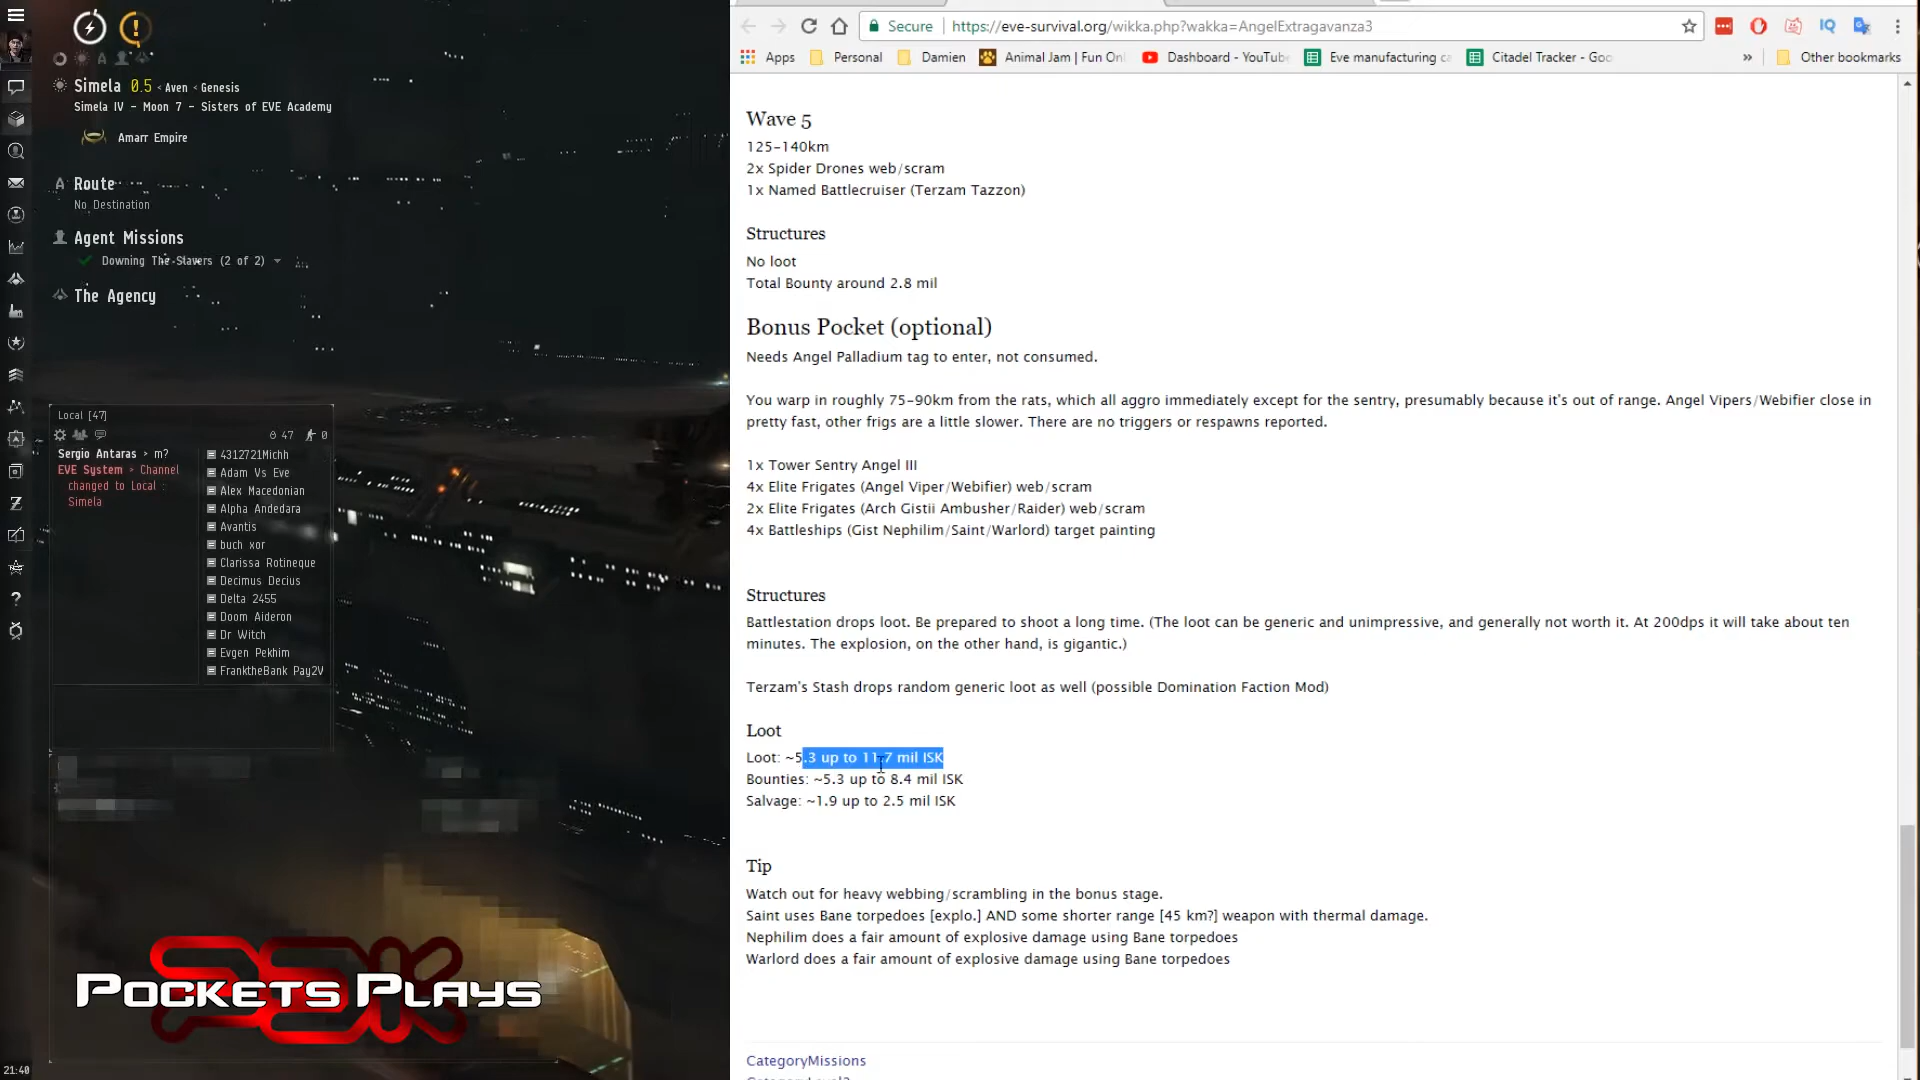 Simela 0.5 < Aven < Genesis
Simela IV - Moon 7 - Sisters of EVE Academy
Amarr Empire
Route
No Destination
Agent Missions
Downing The Slavers (2 of 2)
The Agency
Local [47]
47
0
Sergio Antaras > m?
EVE System > Channel
changed to Local :
Simela
4312721Michh
Adam Vs Eve
Alex Macedonian
Alpha Andedara
Avantis
buch xor
Clarissa Rotineque
Decimus Decius
Delta 2455
Doom Aideron
Dr Witch
Evgen Pekhim
FranktheBank Pay2V
POCKETS PLAYS
21:40
Secure
https://eve-survival.org/wikka.php?wakka=AngelExtragavanza3
Apps
Personal
Damien
Animal Jam | Fun Onl
Dashboard - YouTube
Eve manufacturing ca
Citadel Tracker - Goo
»
Other bookmarks
Wave 5
125-140km
2x Spider Drones web/scram
1x Named Battlecruiser (Terzam Tazzon)
Structures
No loot
Total Bounty around 2.8 mil
Bonus Pocket (optional)
Needs Angel Palladium tag to enter, not consumed.
You warp in roughly 75-90km from the rats, which all aggro immediately except for the sentry, presumably because it's out of range. Angel Vipers/Webifier close in
pretty fast, other frigs are a little slower. There are no triggers or respawns reported.
1x Tower Sentry Angel III
4x Elite Frigates (Angel Viper/Webifier) web/scram
2x Elite Frigates (Arch Gistii Ambusher/Raider) web/scram
4x Battleships (Gist Nephilim/Saint/Warlord) target painting
Structures
Battlestation drops loot. Be prepared to shoot a long time. (The loot can be generic and unimpressive, and generally not worth it. At 200dps it will take about ten
minutes. The explosion, on the other hand, is gigantic.)
Terzam's Stash drops random generic loot as well (possible Domination Faction Mod)
Loot
Loot: ~5.3 up to 11.7 mil ISK
Bounties: ~5.3 up to 8.4 mil ISK
Salvage: ~1.9 up to 2.5 mil ISK
Tip
Watch out for heavy webbing/scrambling in the bonus stage.
Saint uses Bane torpedoes [explo.] AND some shorter range [45 km?] weapon with thermal damage.
Nephilim does a fair amount of explosive damage using Bane torpedoes
Warlord does a fair amount of explosive damage using Bane torpedoes
CategoryMissions